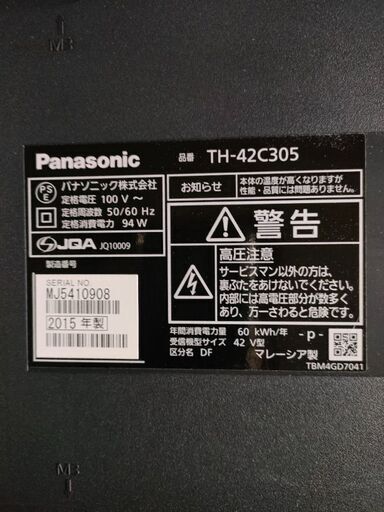 M3
Panasonic
品番 TH-42C305
PS
E
パナソニック株式会社
定格電圧 100 V ～
定格周波数 50/60 Hz
定格消費電力 94 W
お知らせ
本体の温度が高くなりますが
性能・品質には問題ありません。
JQA JQ10009
製造番号
SERIAL NO.
MJ5410908
2015 年製
警告
高圧注意
サービスマン以外の方は、
裏ぶたをあけないでください。
内部には高電圧部分が数多く
あり、万一さわると危険です。
年間消費電力量 60 kWh/年 -p-
受信機型サイズ 42 V型
区分名 DF マレーシア製
TBM4GD7041
M3